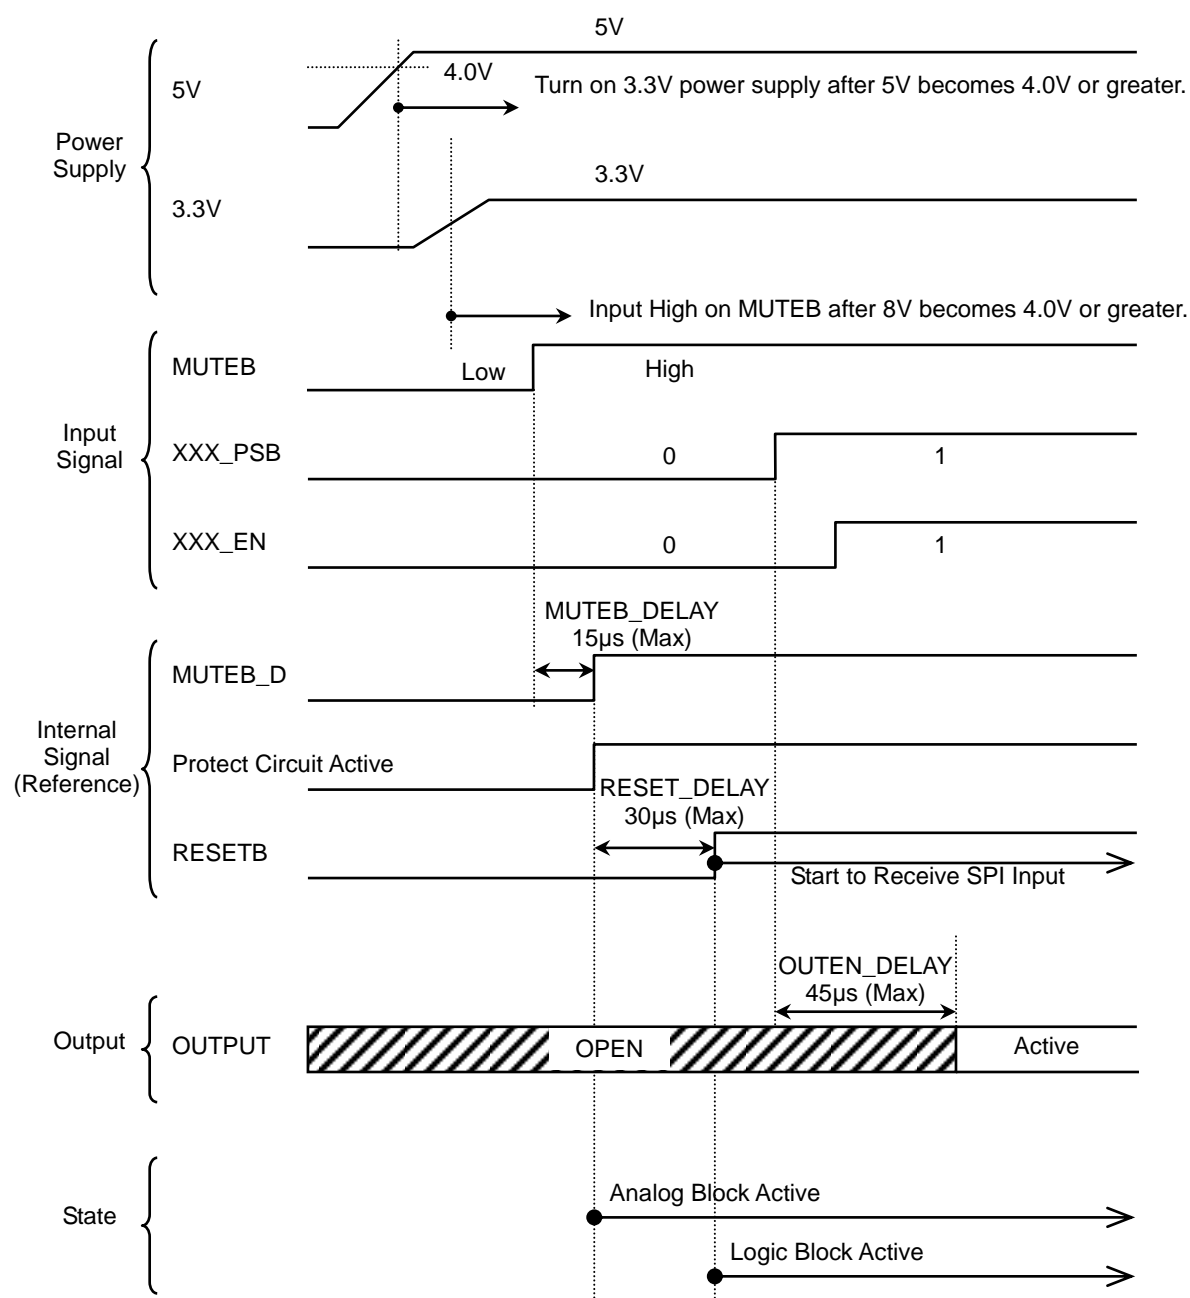 5V
4.0V
5V
Turn on 3.3V power supply after 5V becomes 4.0V or greater.
Power
Supply
3.3V
3.3V
Input High on MUTEB after 8V becomes 4.0V or greater.
MUTEB
Low
High
Input
Signal
XXX_PSB
0
1
XXX_EN
0
1
MUTEB_DELAY
15µs (Max)
MUTEB_D
Internal
Signal
(Reference)
Protect Circuit Active
RESET_DELAY
30µs (Max)
RESETB
Start to Receive SPI Input
OUTEN_DELAY
45µs (Max)
Output
OUTPUT
OPEN
Active
Analog Block Active
State
Logic Block Active